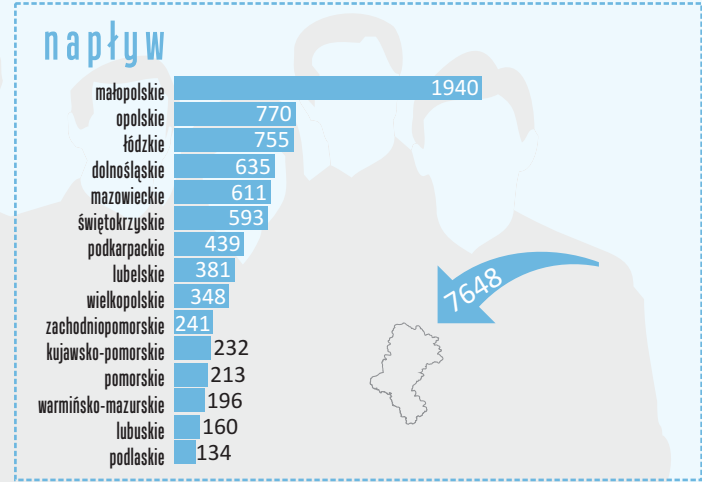 napływ
małopolskie 1940
opolskie 770
łódzkie 755
dolnośląskie 635
mazowieckie 611
świętokrzyskie 593
podkarpackie 439
lubelskie 381
wielkopolskie 348
zachodniopomorskie 241
kujawsko-pomorskie 232
pomorskie 213
warmińsko-mazurskie 196
lubuskie 160
podlaskie 134
7648